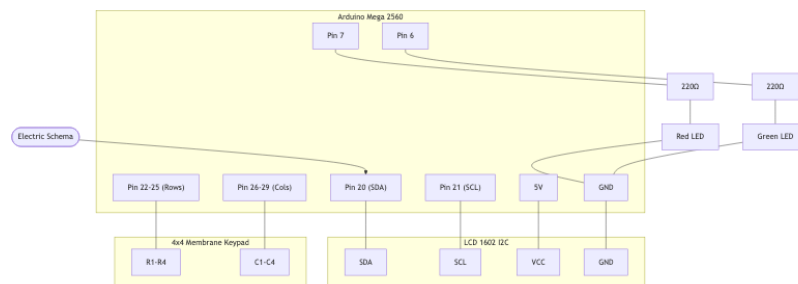 Arduino Mega 2560
Pin 7
Pin 6
220Ω
220Ω
Electric Schema
Red LED
Green LED
Pin 22-25 (Rows)
Pin 26-29 (Cols)
Pin 20 (SDA)
Pin 21 (SCL)
5V
GND
4x4 Membrane Keypad
LCD 1602 I2C
R1-R4
C1-C4
SDA
SCL
VCC
GND